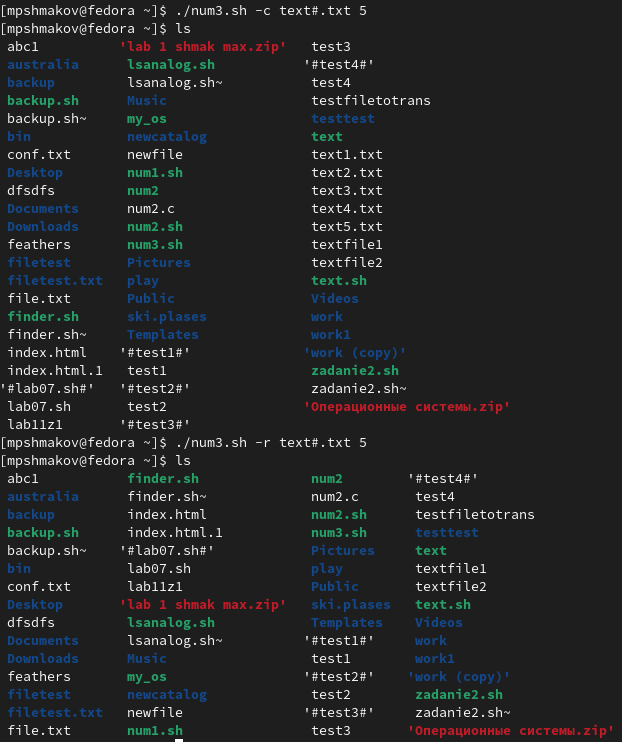 [mpshmakov@fedora ~]$ ./num3.sh -c text#.txt 5
[mpshmakov@fedora ~]$ ls
abc1 'lab 1 shmak max.zip' test3
australia lsanalog.sh '#test4#'
backup lsanalog.sh~ test4
backup.sh Music testfiletotrans
backup.sh~ my_os testtest
bin newcatalog text
conf.txt newfile text1.txt
Desktop num1.sh text2.txt
dfsdfs num2 text3.txt
Documents num2.c text4.txt
Downloads num2.sh text5.txt
feathers num3.sh textfile1
filetest Pictures textfile2
filetest.txt play text.sh
file.txt Public Videos
finder.sh ski.plases work
finder.sh~ Templates work1
index.html '#test1#' 'work (copy)'
index.html.1 test1 zadanie2.sh
'#lab07.sh#' '#test2#' zadanie2.sh~
lab07.sh test2 'Операционные системы.zip'
lab11z1 '#test3#'
[mpshmakov@fedora ~]$ ./num3.sh -r text#.txt 5
[mpshmakov@fedora ~]$ ls
abc1 finder.sh num2 '#test4#'
australia finder.sh~ num2.c test4
backup index.html num2.sh testfiletotrans
backup.sh index.html.1 num3.sh testtest
backup.sh~ '#lab07.sh#' Pictures text
bin lab07.sh play textfile1
conf.txt lab11z1 Public textfile2
Desktop 'lab 1 shmak max.zip' ski.plases text.sh
dfsdfs lsanalog.sh Templates Videos
Documents lsanalog.sh~ '#test1#' work
Downloads Music test1 work1
feathers my_os '#test2#' 'work (copy)'
filetest newcatalog test2 zadanie2.sh
filetest.txt newfile '#test3#' zadanie2.sh~
file.txt num1.sh test3 'Операционные системы.zip'